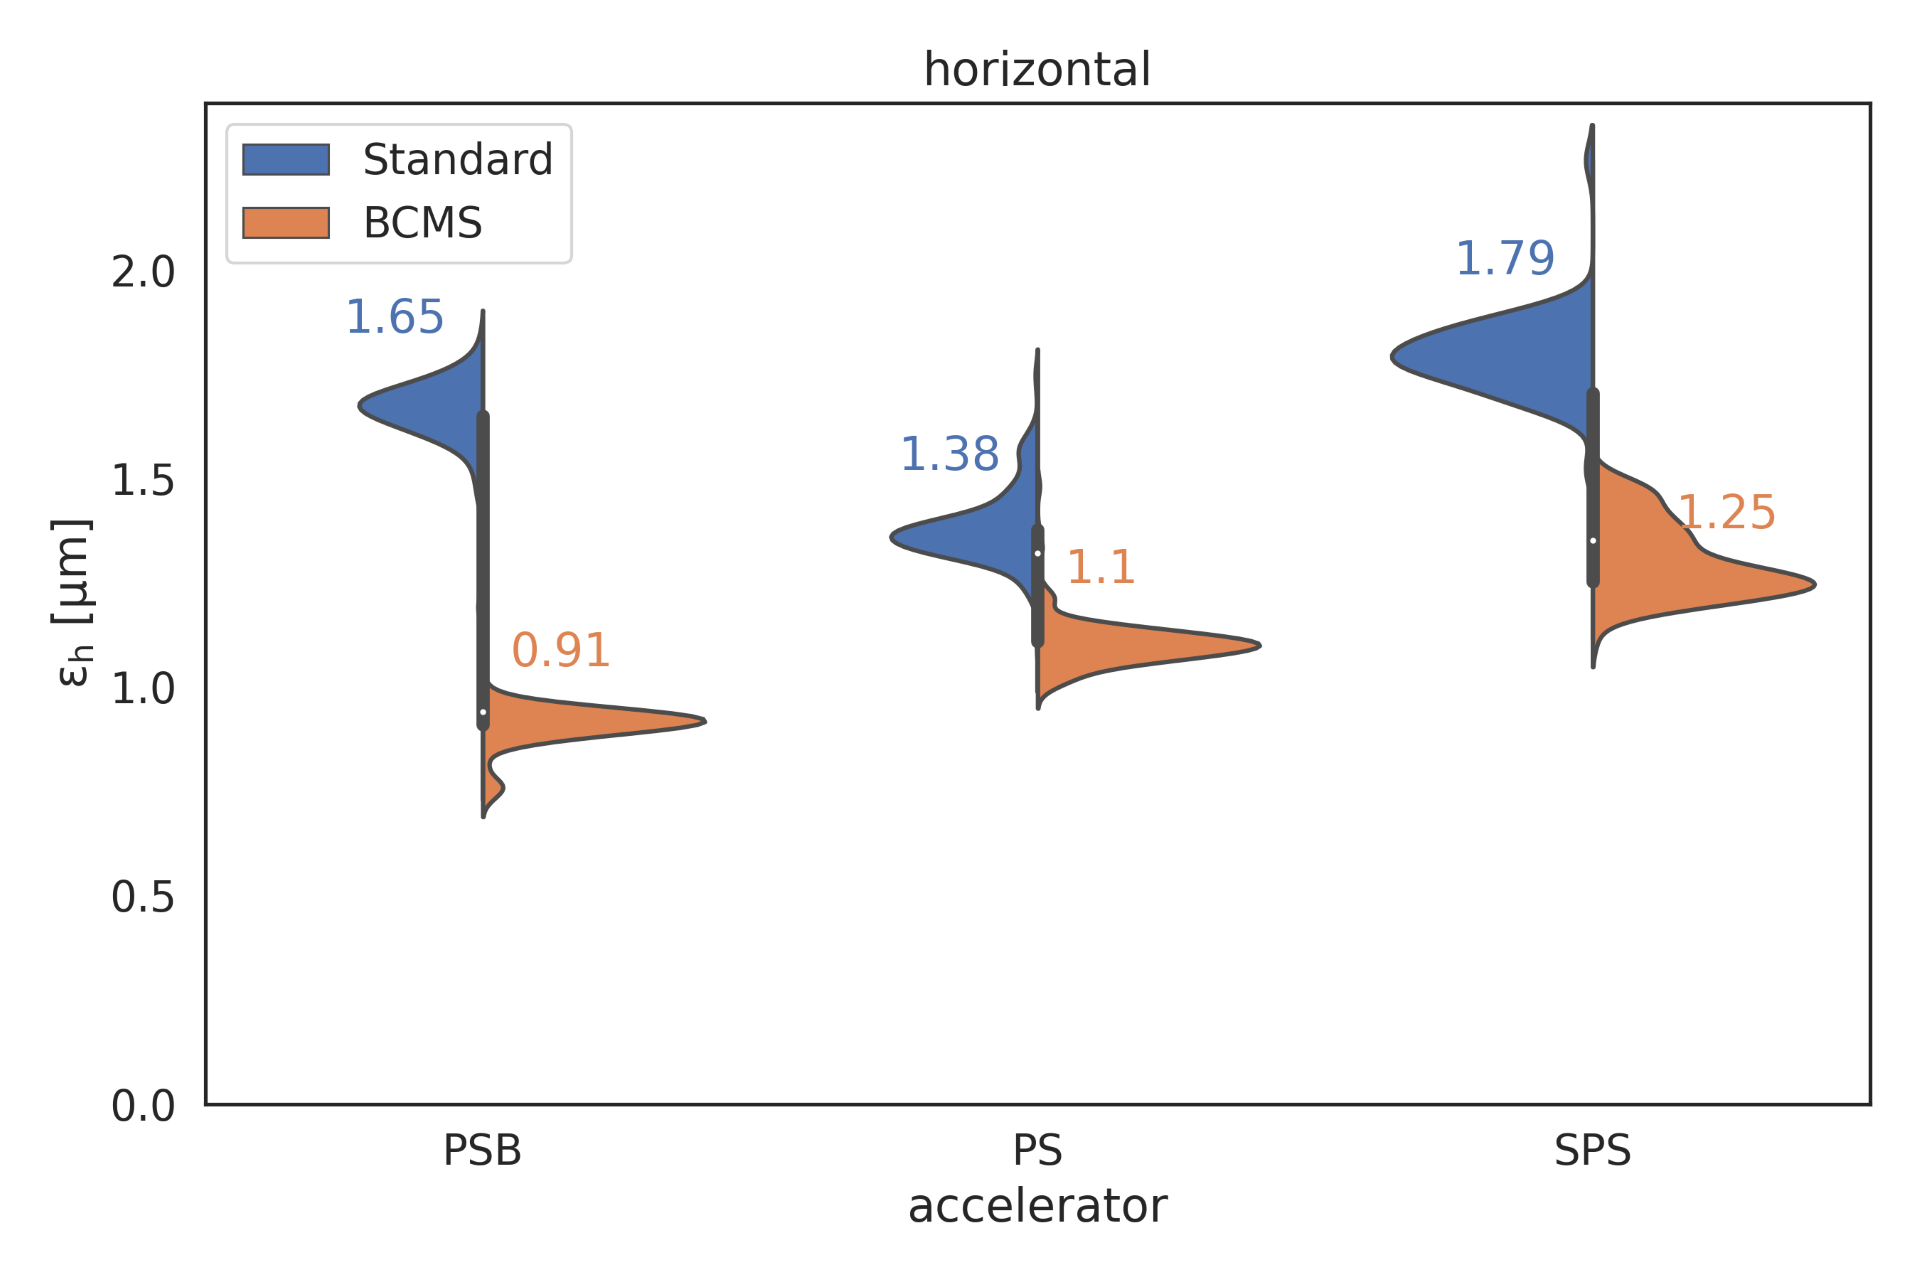 horizontal
Standard
BCMS
εh [μm]
2.0
1.5
1.0
0.5
0.0
1.65
0.91
1.38
1.1
1.79
1.25
PSB
PS
SPS
accelerator